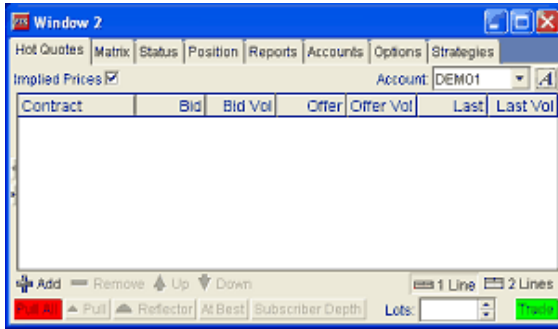 Window 2
Hot Quotes Matrix Status Position Reports Accounts Options Strategies
Implied Prices Account: DEMO1 A
Contract Bid Bid Vol Offer Offer Vol Last Last Vol
Add Remove Up Down 1 Line 2 Lines
Pull All Pull Reflector At Best Subscriber Depth Lots: Trade